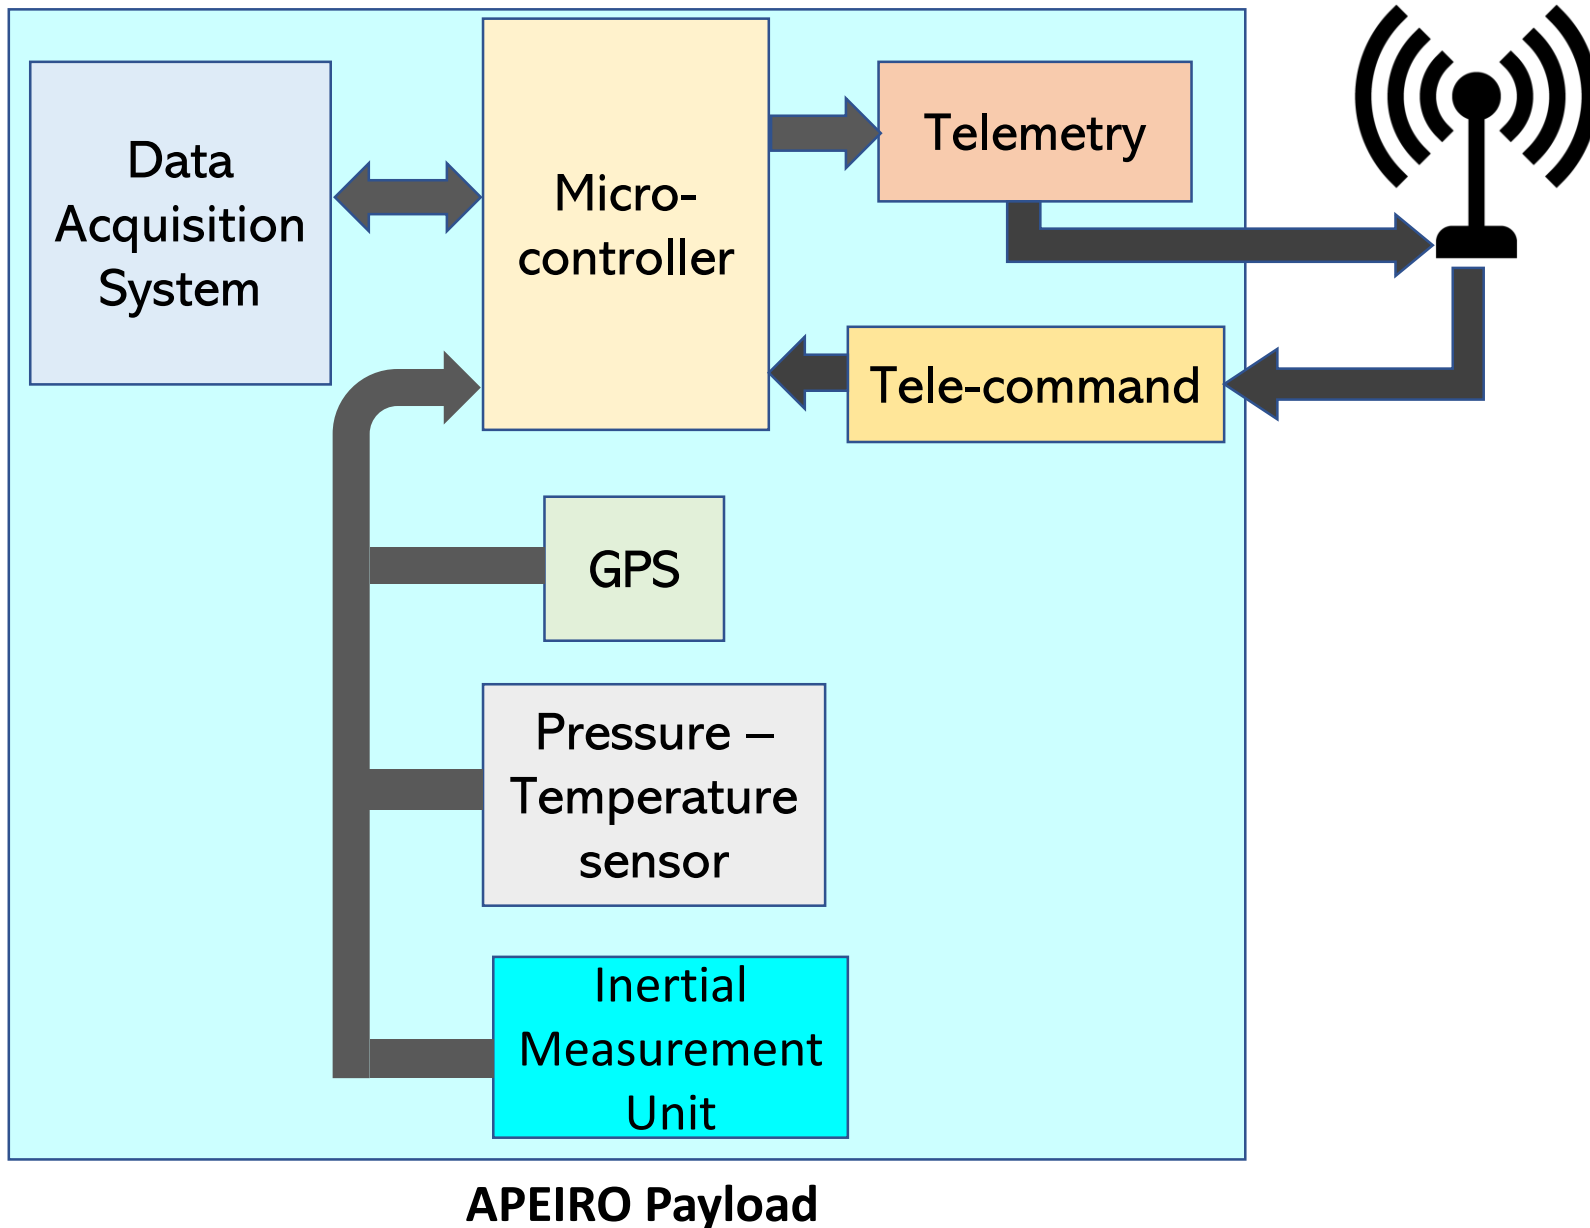 Data
Acquisition
System
Micro-
controller
Telemetry
Tele-command
GPS
Pressure –
Temperature
sensor
Inertial
Measurement
Unit
APEIRO Payload